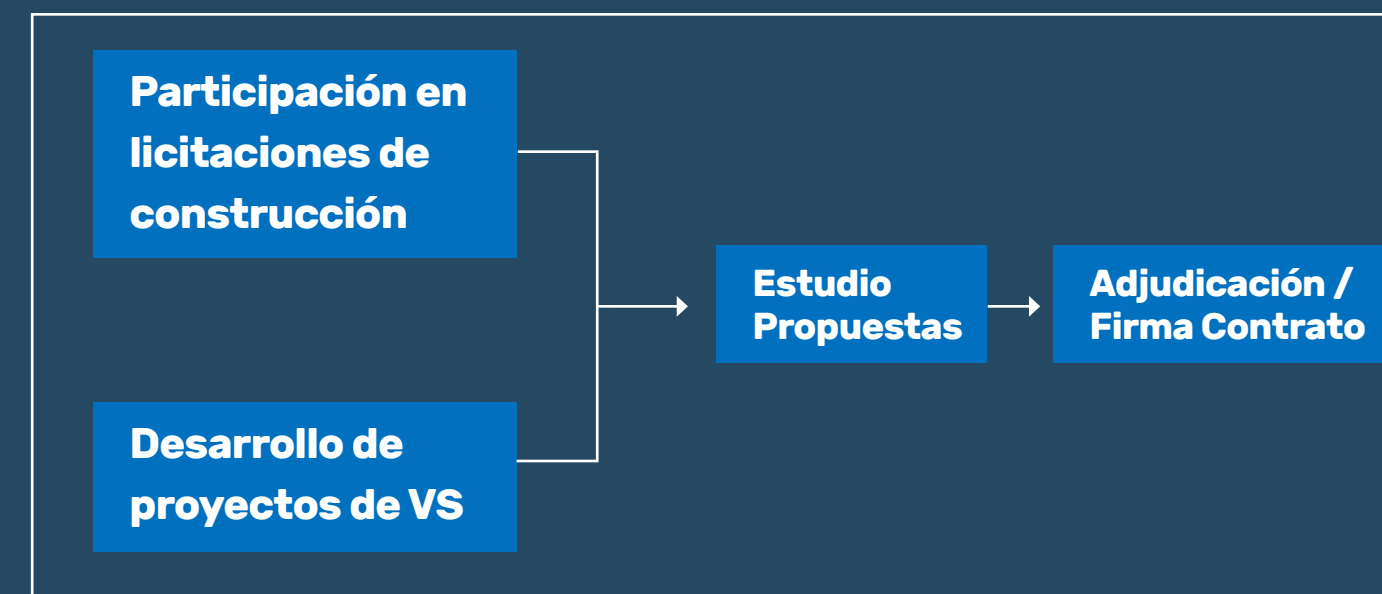 Participación en
licitaciones de
construcción
Desarrollo de
proyectos de VS
Estudio
Propuestas
Adjudicación /
Firma Contrato